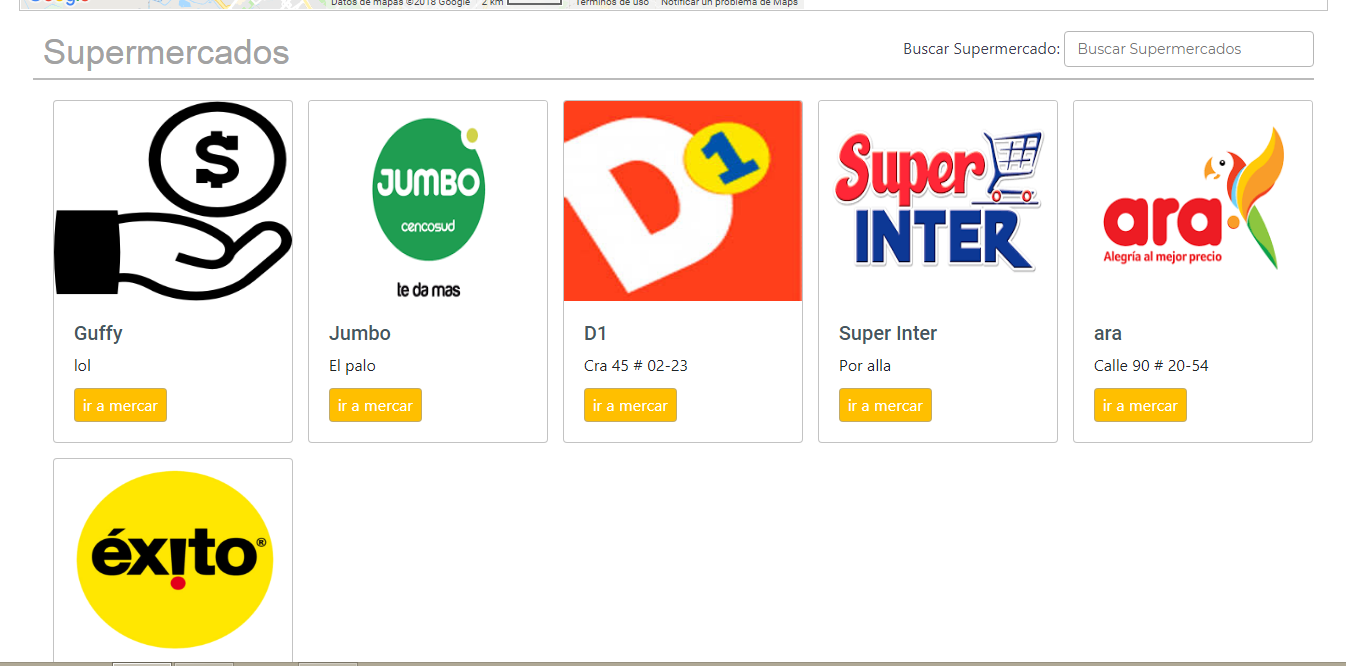 Google
Datos de mapas ©2018 Google 2 km Términos de uso Notificar un problema de Maps
Supermercados
Buscar Supermercado: Buscar Supermercados
$
JUMBO
cencosud
te da mas
D1
Super
INTER
ara
Alegría al mejor precio
Guffy
lol
ir a mercar
Jumbo
El palo
ir a mercar
D1
Cra 45 # 02-23
ir a mercar
Super Inter
Por alla
ir a mercar
ara
Calle 90 # 20-54
ir a mercar
éxito®